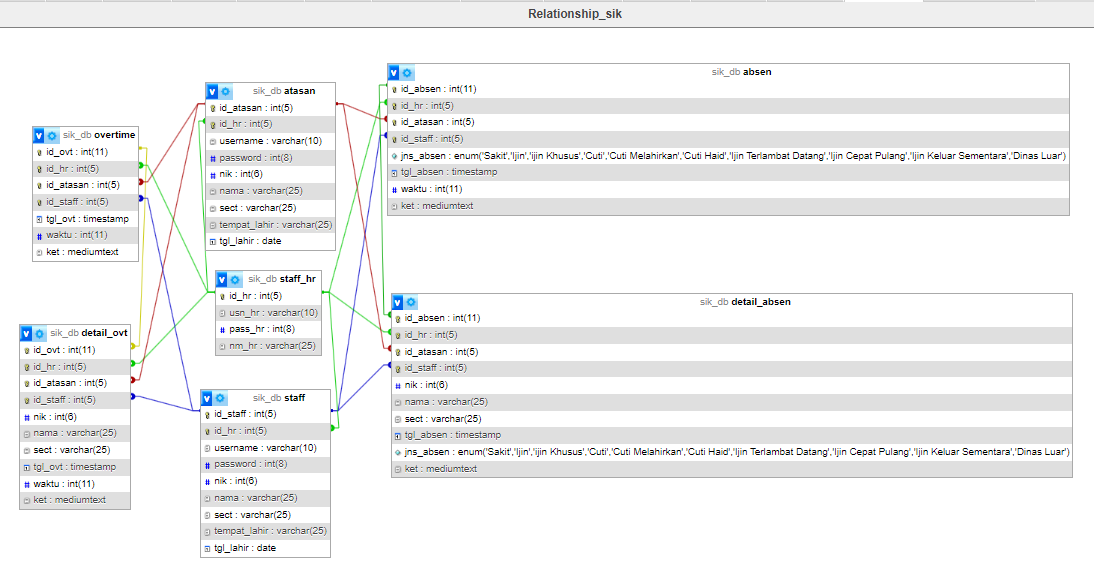 Relationship_sik
sik_db absen
id_absen : int(11)
id_hr : int(5)
id_atasan : int(5)
id_staff : int(5)
jns_absen : enum('Sakit','Ijin','ijin Khusus','Cuti','Cuti Melahirkan','Cuti Haid','Ijin Terlambat Datang','Ijin Cepat Pulang','Ijin Keluar Sementara','Dinas Luar')
tgl_absen : timestamp
waktu : int(11)
ket : mediumtext
sik_db atasan
id_atasan : int(5)
id_hr : int(5)
username : varchar(10)
password : int(8)
nik : int(6)
nama : varchar(25)
sect : varchar(25)
tempat_lahir : varchar(25)
tgl_lahir : date
sik_db overtime
id_ovt : int(11)
id_hr : int(5)
id_atasan : int(5)
id_staff : int(5)
tgl_ovt : timestamp
waktu : int(11)
ket : mediumtext
sik_db staff_hr
id_hr : int(5)
usn_hr : varchar(10)
pass_hr : int(8)
nm_hr : varchar(25)
sik_db detail_absen
id_absen : int(11)
id_hr : int(5)
id_atasan : int(5)
id_staff : int(5)
nik : int(6)
nama : varchar(25)
sect : varchar(25)
tgl_absen : timestamp
jns_absen : enum('Sakit','Ijin','ijin Khusus','Cuti','Cuti Melahirkan','Cuti Haid','Ijin Terlambat Datang','Ijin Cepat Pulang','Ijin Keluar Sementara','Dinas Luar')
ket : mediumtext
sik_db detail_ovt
id_ovt : int(11)
id_hr : int(5)
id_atasan : int(5)
id_staff : int(5)
nik : int(6)
nama : varchar(25)
sect : varchar(25)
tgl_ovt : timestamp
waktu : int(11)
ket : mediumtext
sik_db staff
id_staff : int(5)
id_hr : int(5)
username : varchar(10)
password : int(8)
nik : int(6)
nama : varchar(25)
sect : varchar(25)
tempat_lahir : varchar(25)
tgl_lahir : date